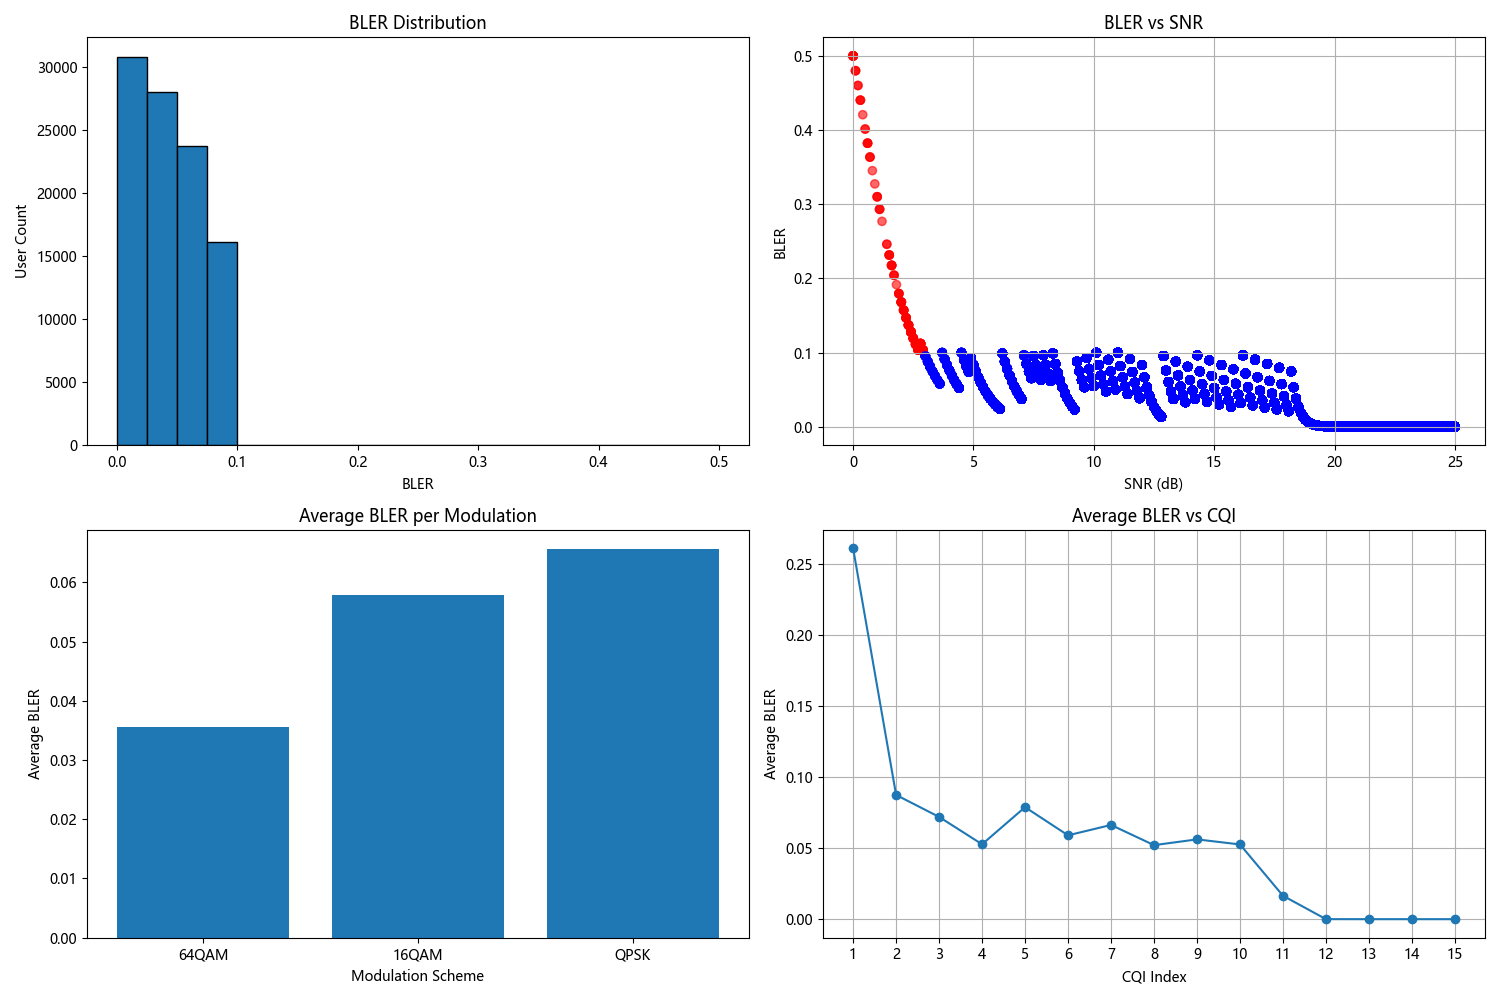 BLER Distribution
30000
25000
20000
15000
10000
5000
0
User Count
0.0 0.1 0.2 0.3 0.4 0.5
BLER
BLER vs SNR
0.5
0.4
0.3
0.2
0.1
0.0
BLER
0 5 10 15 20 25
SNR (dB)
Average BLER per Modulation
0.06
0.05
0.04
0.03
0.02
0.01
0.00
Average BLER
64QAM 16QAM QPSK
Modulation Scheme
Average BLER vs CQI
0.25
0.20
0.15
0.10
0.05
0.00
Average BLER
1 2 3 4 5 6 7 8 9 10 11 12 13 14 15
CQI Index